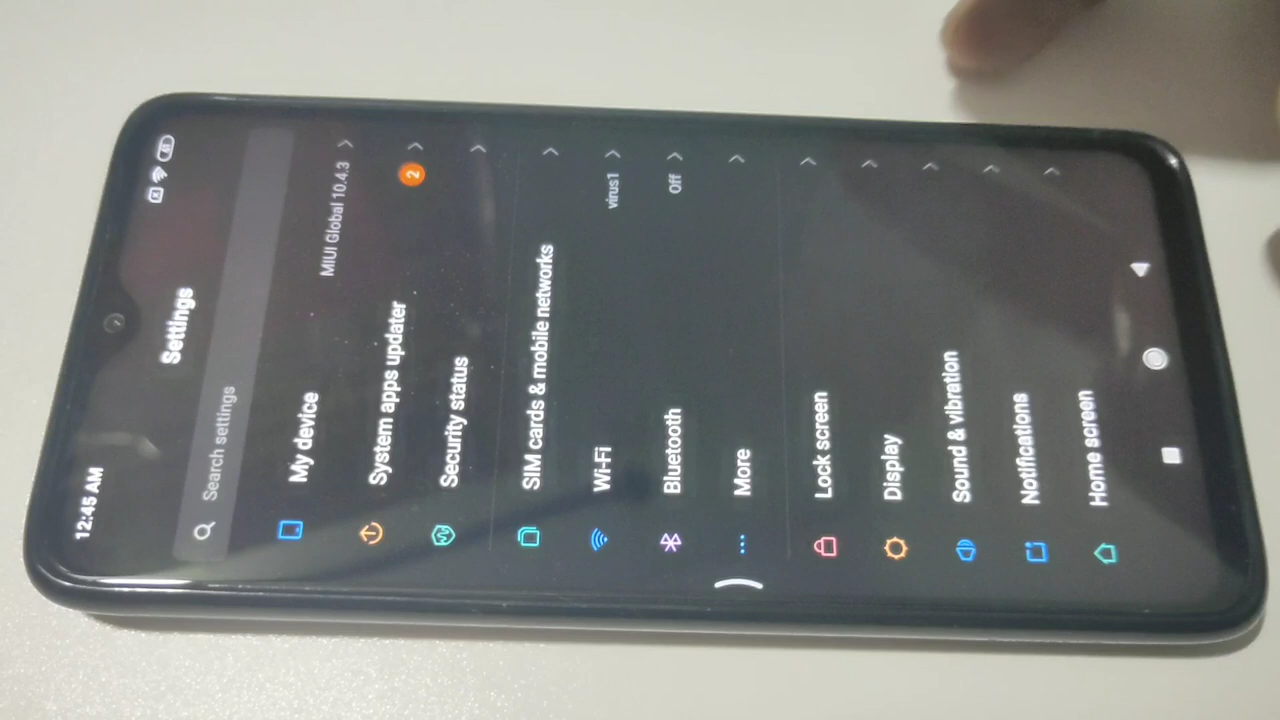 12:45 AM
Settings
Search settings
My device MIUI Global 10.4.3
System apps updater 2
Security status
SIM cards & mobile networks
Wi-Fi virus1
Bluetooth Off
More
Lock screen
Display
Sound & vibration
Notifications
Home screen